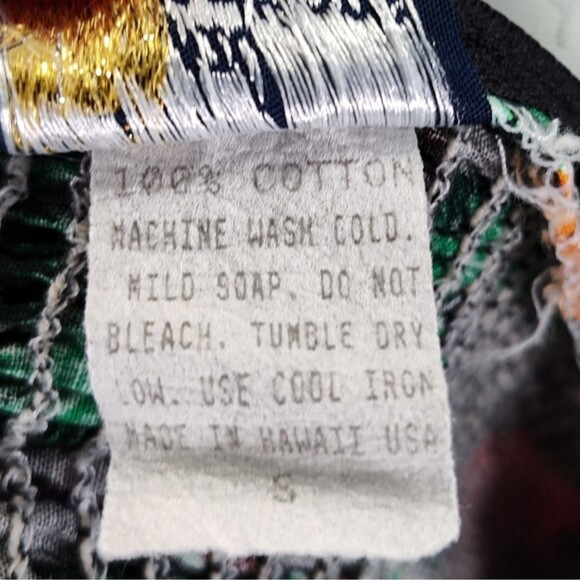 100% COTTON
MACHINE WASH COLD.
MILD SOAP. DO NOT
BLEACH. TUMBLE DRY
LOW. USE COOL IRON
MADE IN HAWAII USA
S